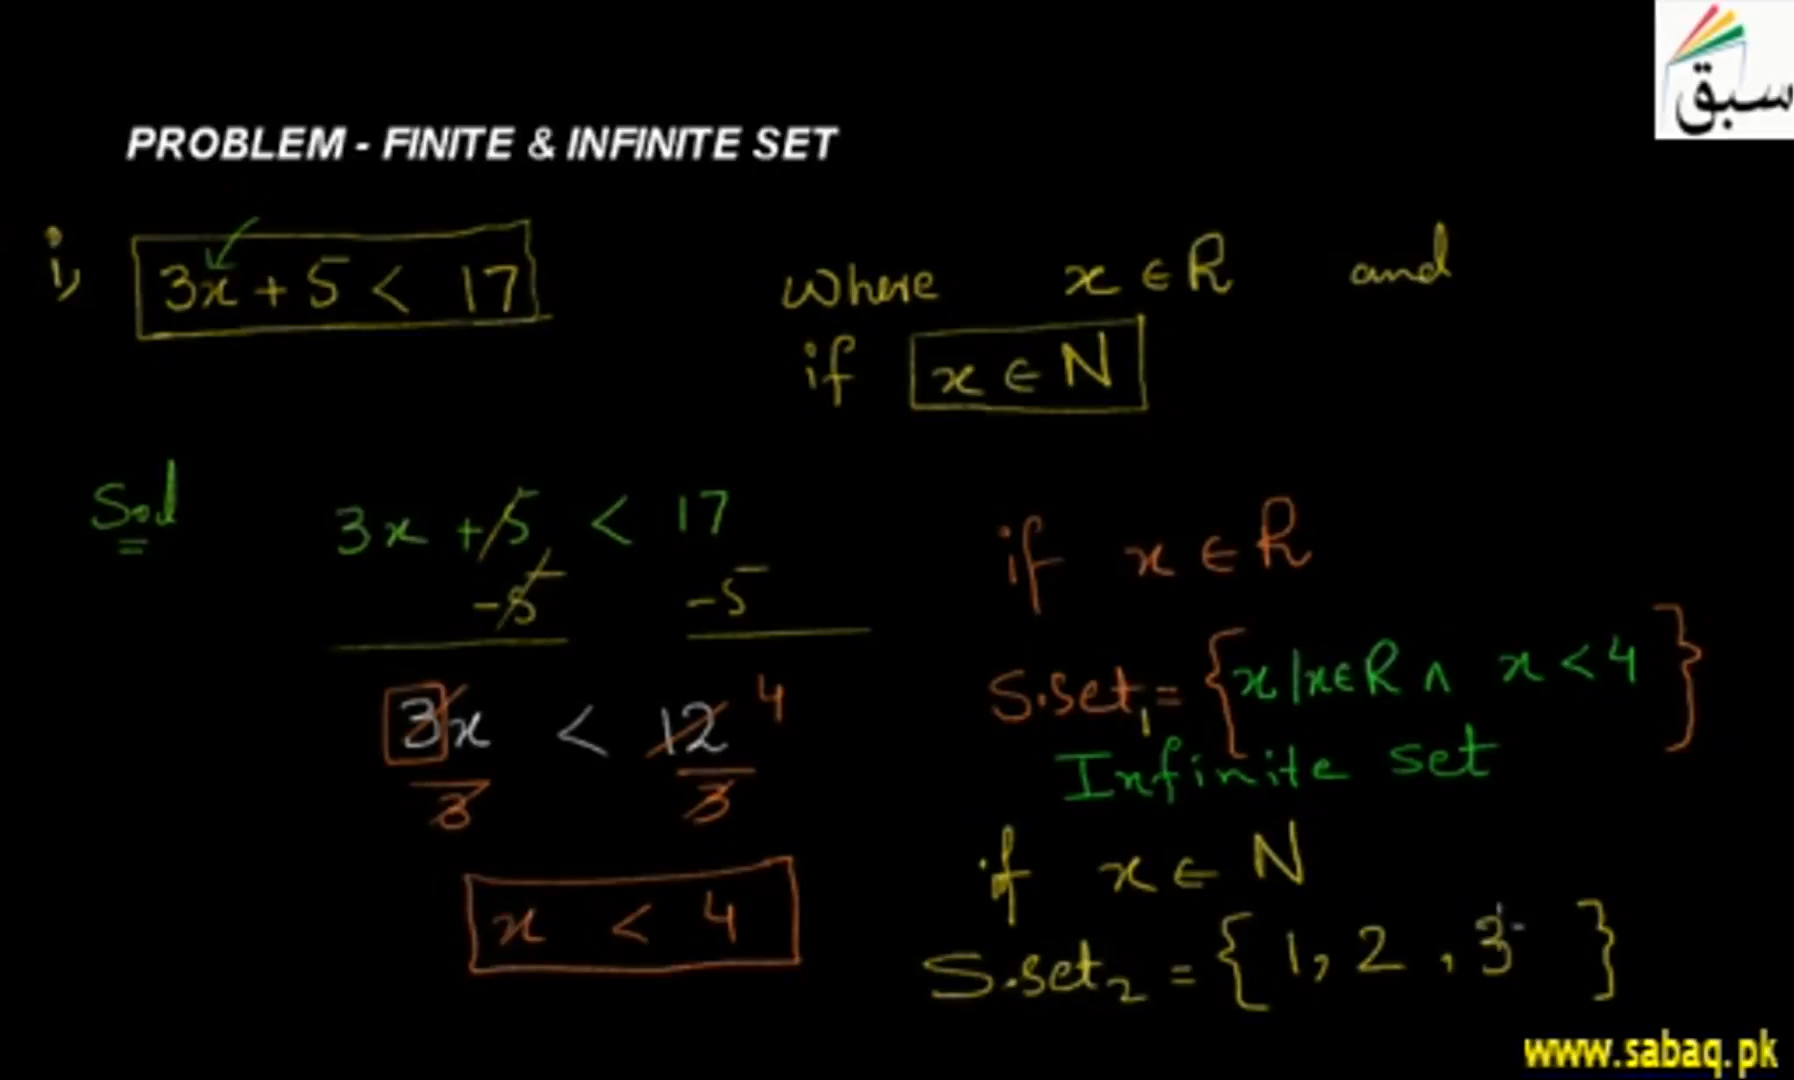 سبق
PROBLEM - FINITE & INFINITE SET
i, 3x + 5 < 17 where x ∈ R and
if x ∈ N
Sol 3x + 5 < 17
-5 -5
if x ∈ R
3x < 12 4
3 3
S.set₁ = {x | x ∈ R ∧ x < 4}
Infinite set
x < 4
if x ∈ N
S.set₂ = { 1, 2 , 3 }
www.sabaq.pk